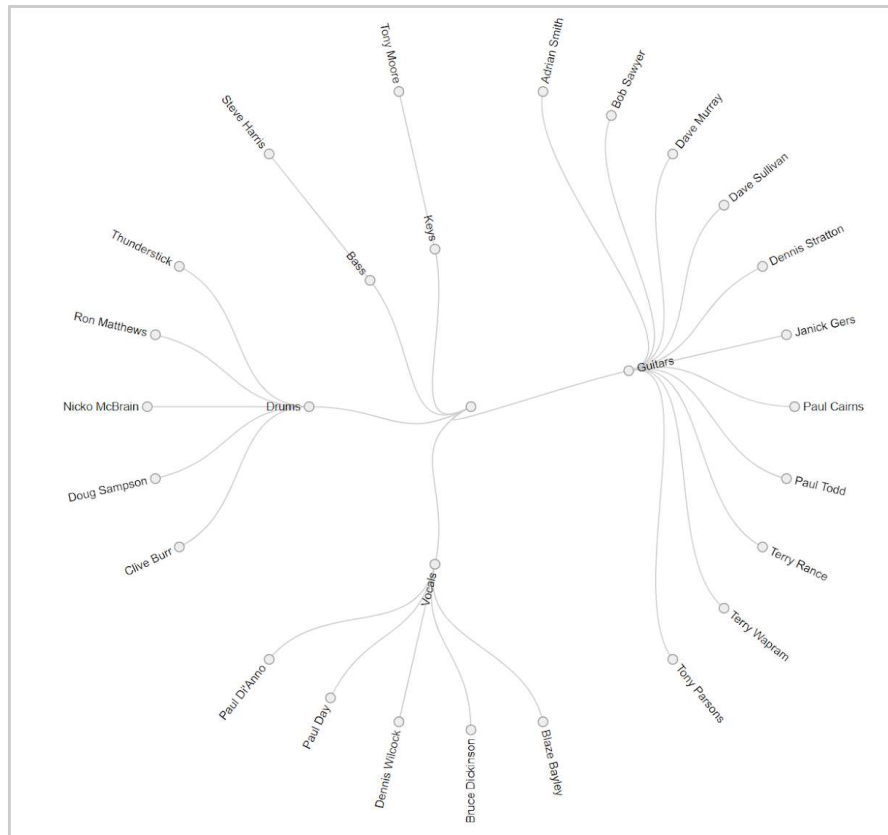 Adrian Smith
Bob Sawyer
Dave Murray
Dave Sullivan
Dennis Stratton
Janick Gers
Paul Cairns
Paul Todd
Terry Rance
Terry Wapram
Tony Parsons
Guitars
Blaze Bayley
Bruce Dickinson
Dennis Wilcock
Paul Day
Paul Di'Anno
Vocals
Clive Burr
Doug Sampson
Nicko McBrain
Ron Matthews
Thunderstick
Drums
Steve Harris
Bass
Tony Moore
Keys